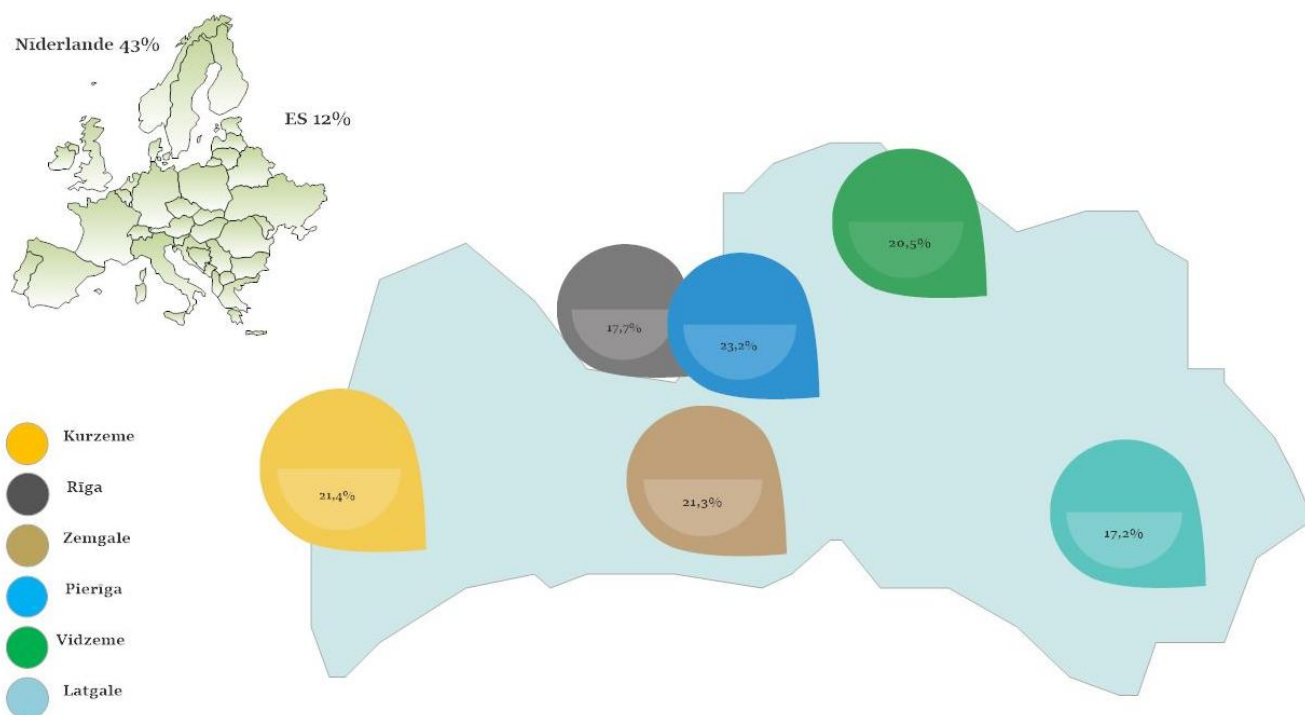 Nīderlande 43%
ES 12%
20,5%
17,7%
23,2%
21,4%
21,3%
17,2%
Kurzeme
Rīga
Zemgale
Pierīga
Vidzeme
Latgale